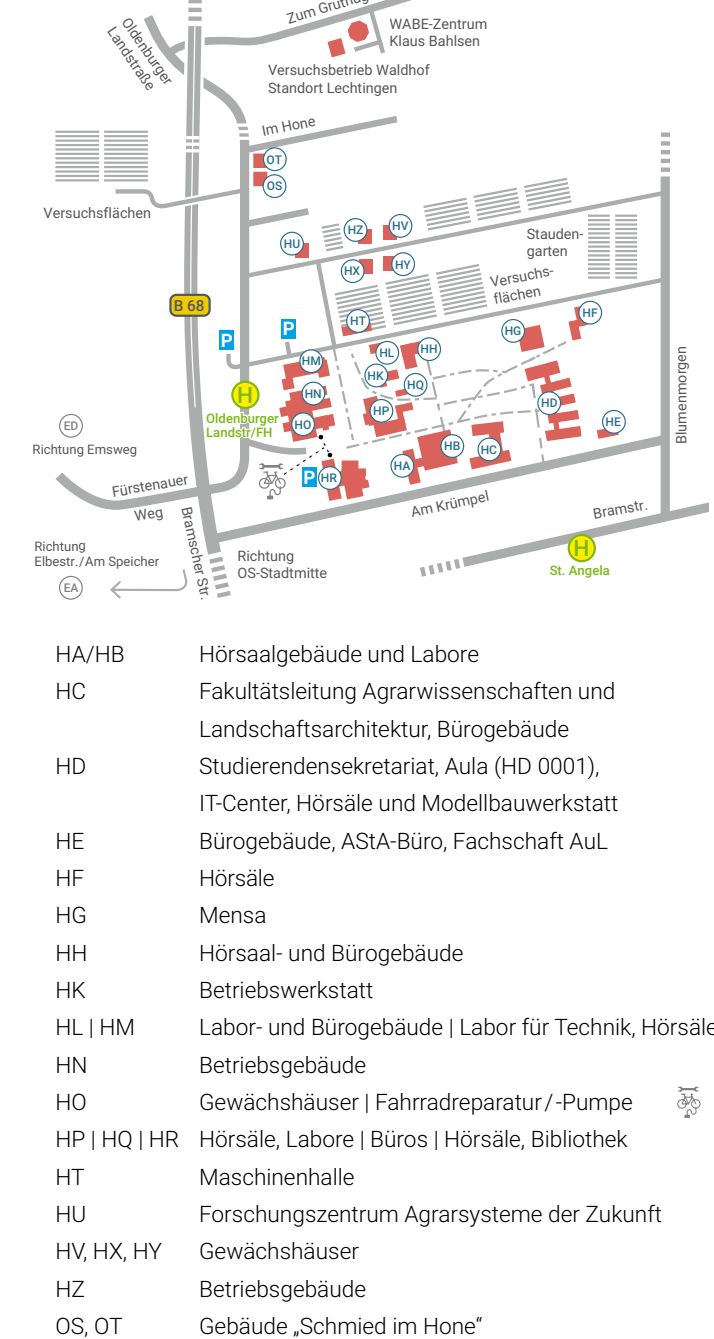 Zum Gruthüg
Oldenburger
Landstraße
WABE-Zentrum
Klaus Bahlsen
Versuchsbetrieb Waldhof
Standort Lechtingen
Im Hone
OT
OS
Versuchsflächen
HU
HZ
HV
HX
HY
Stauden-
garten
Versuchs-
flächen
B 68
P
P
HT
HF
HG
HM
HL
HH
HK
HQ
HN
HP
HO
H
Oldenburger
Landstr/FH
HD
HE
Blumenmorgen
ED
Richtung Emsweg
HB
HC
HA
P
HR
Fürstenauer
Weg
Am Krümpel
Bramstr.
Bramscher Str.
Richtung
Elbestr./Am Speicher
EA
Richtung
OS-Stadtmitte
H
St. Angela
HA/HB Hörsaalgebäude und Labore
HC Fakultätsleitung Agrarwissenschaften und
Landschaftsarchitektur, Bürogebäude
HD Studierendensekretariat, Aula (HD 0001),
IT-Center, Hörsäle und Modellbauwerkstatt
HE Bürogebäude, AStA-Büro, Fachschaft AuL
HF Hörsäle
HG Mensa
HH Hörsaal- und Bürogebäude
HK Betriebswerkstatt
HL | HM Labor- und Bürogebäude | Labor für Technik, Hörsäle
HN Betriebsgebäude
HO Gewächshäuser | Fahrradreparatur/-Pumpe
HP | HQ | HR Hörsäle, Labore | Büros | Hörsäle, Bibliothek
HT Maschinenhalle
HU Forschungszentrum Agrarsysteme der Zukunft
HV, HX, HY Gewächshäuser
HZ Betriebsgebäude
OS, OT Gebäude „Schmied im Hone“